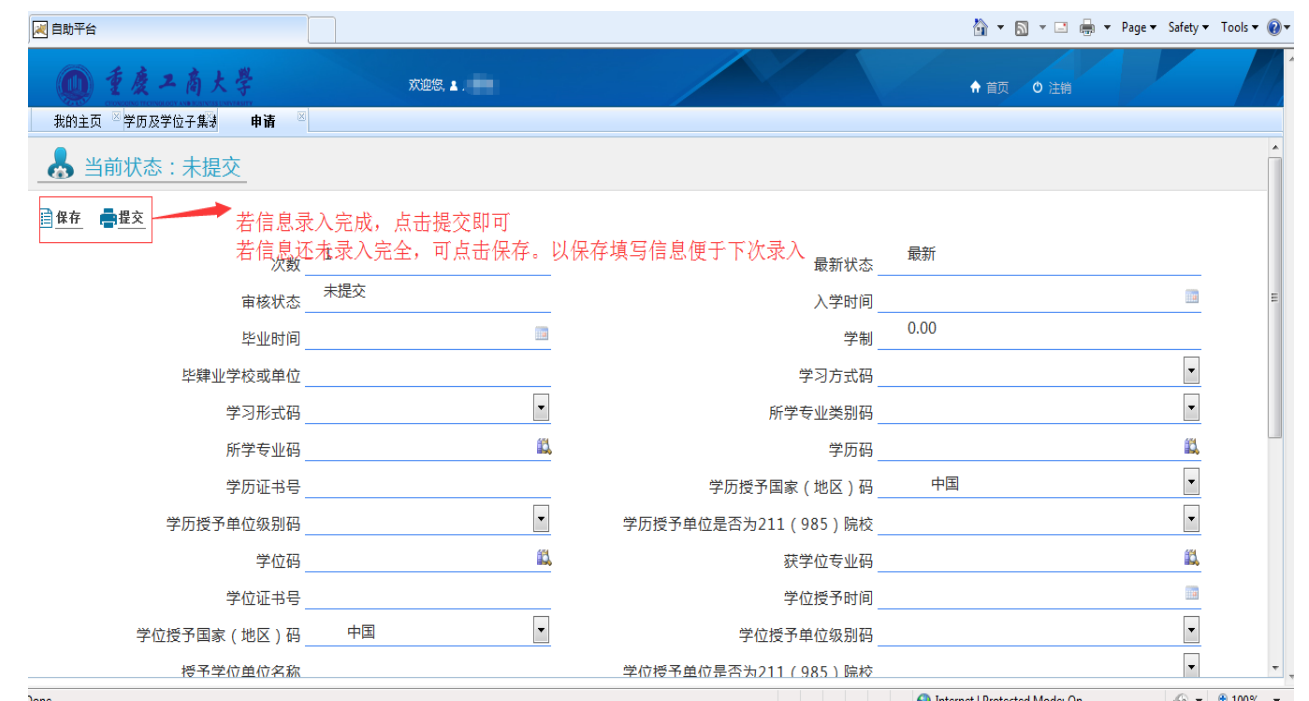 自助平台
Page Safety Tools
重庆工商大学
欢迎您,
首页 注销
我的主页 学历及学位子集 申请
当前状态：未提交
保存 提交
若信息录入完成，点击提交即可
若信息还未录入完全，可点击保存。以保存填写信息便于下次录入
次数 1 最新状态 最新
审核状态 未提交 入学时间
毕业时间 学制 0.00
毕肄业学校或单位 学习方式码
学习形式码 所学专业类别码
所学专业码 学历码
学历证书号 学历授予国家（地区）码 中国
学历授予单位级别码 学历授予单位是否为211（985）院校
学位码 获学位专业码
学位证书号 学位授予时间
学位授予国家（地区）码 中国 学位授予单位级别码
授予学位单位名称 学位授予单位是否为211（985）院校
Done Internet | Protected Mode: On 100%